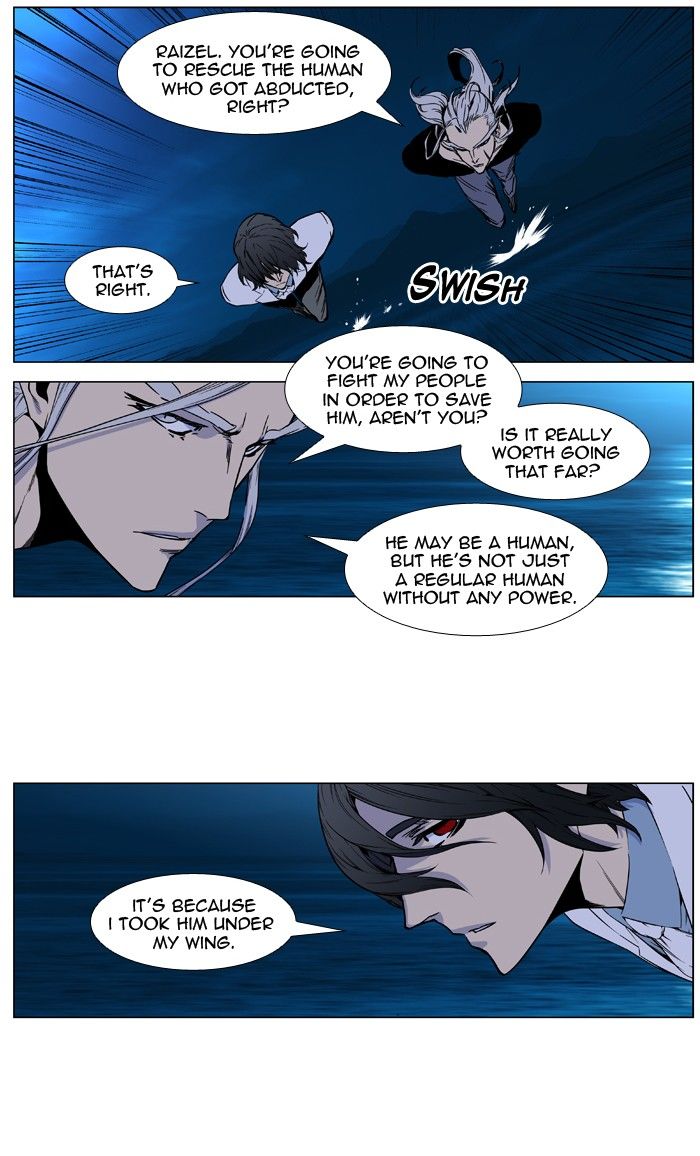 RAIZEL. YOU'RE GOING
TO RESCUE THE HUMAN
WHO GOT ABDUCTED,
RIGHT?
THAT'S
RIGHT.
SWISH
YOU'RE GOING TO
FIGHT MY PEOPLE
IN ORDER TO SAVE
HIM, AREN'T YOU?
IS IT REALLY
WORTH GOING
THAT FAR?
HE MAY BE A HUMAN,
BUT HE'S NOT JUST
A REGULAR HUMAN
WITHOUT ANY POWER.
IT'S BECAUSE
I TOOK HIM UNDER
MY WING.